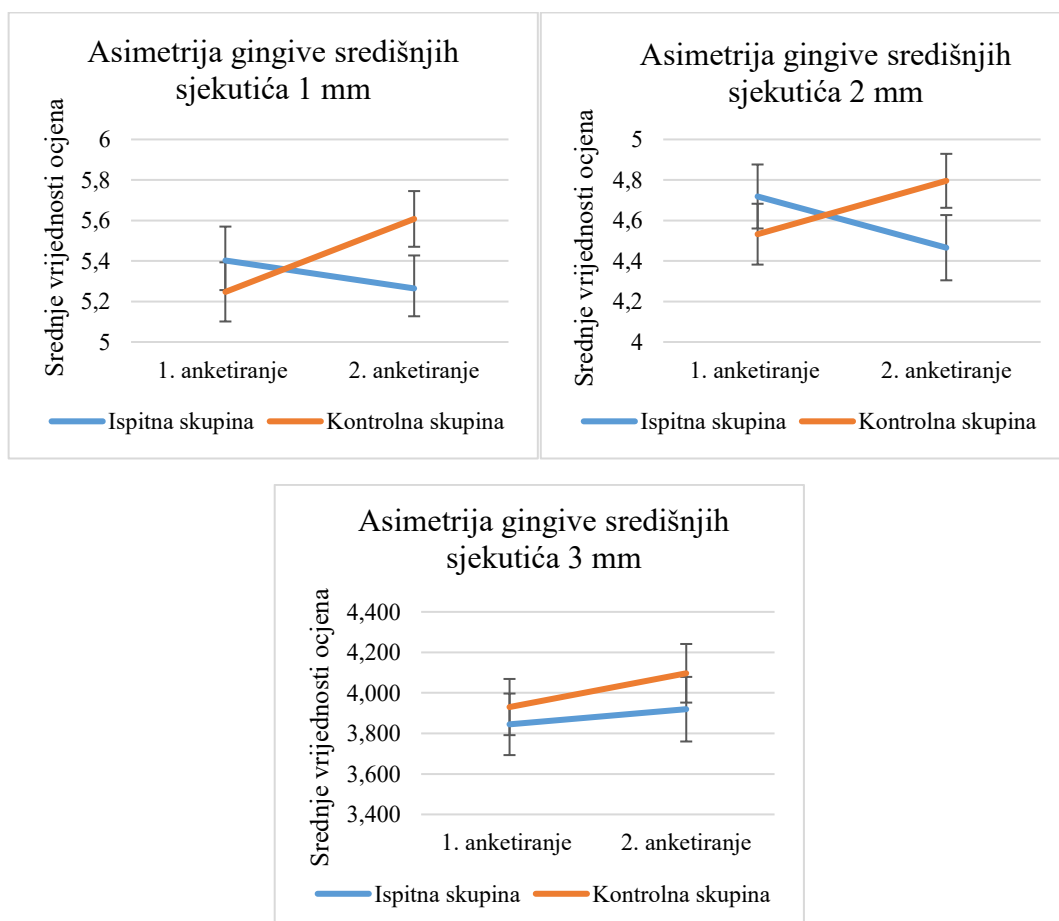 Asimetrija gingive središnjih
sjekutića 1 mm
Srednje vrijednosti ocjena
6
5,8
5,6
5,4
5,2
5
1. anketiranje 2. anketiranje
Ispitna skupina Kontrolna skupina
Asimetrija gingive središnjih
sjekutića 2 mm
Srednje vrijednosti ocjena
5
4,8
4,6
4,4
4,2
4
1. anketiranje 2. anketiranje
Ispitna skupina Kontrolna skupina
Asimetrija gingive središnjih
sjekutića 3 mm
Srednje vrijednosti ocjena
4,400
4,200
4,000
3,800
3,600
3,400
1. anketiranje 2. anketiranje
Ispitna skupina Kontrolna skupina